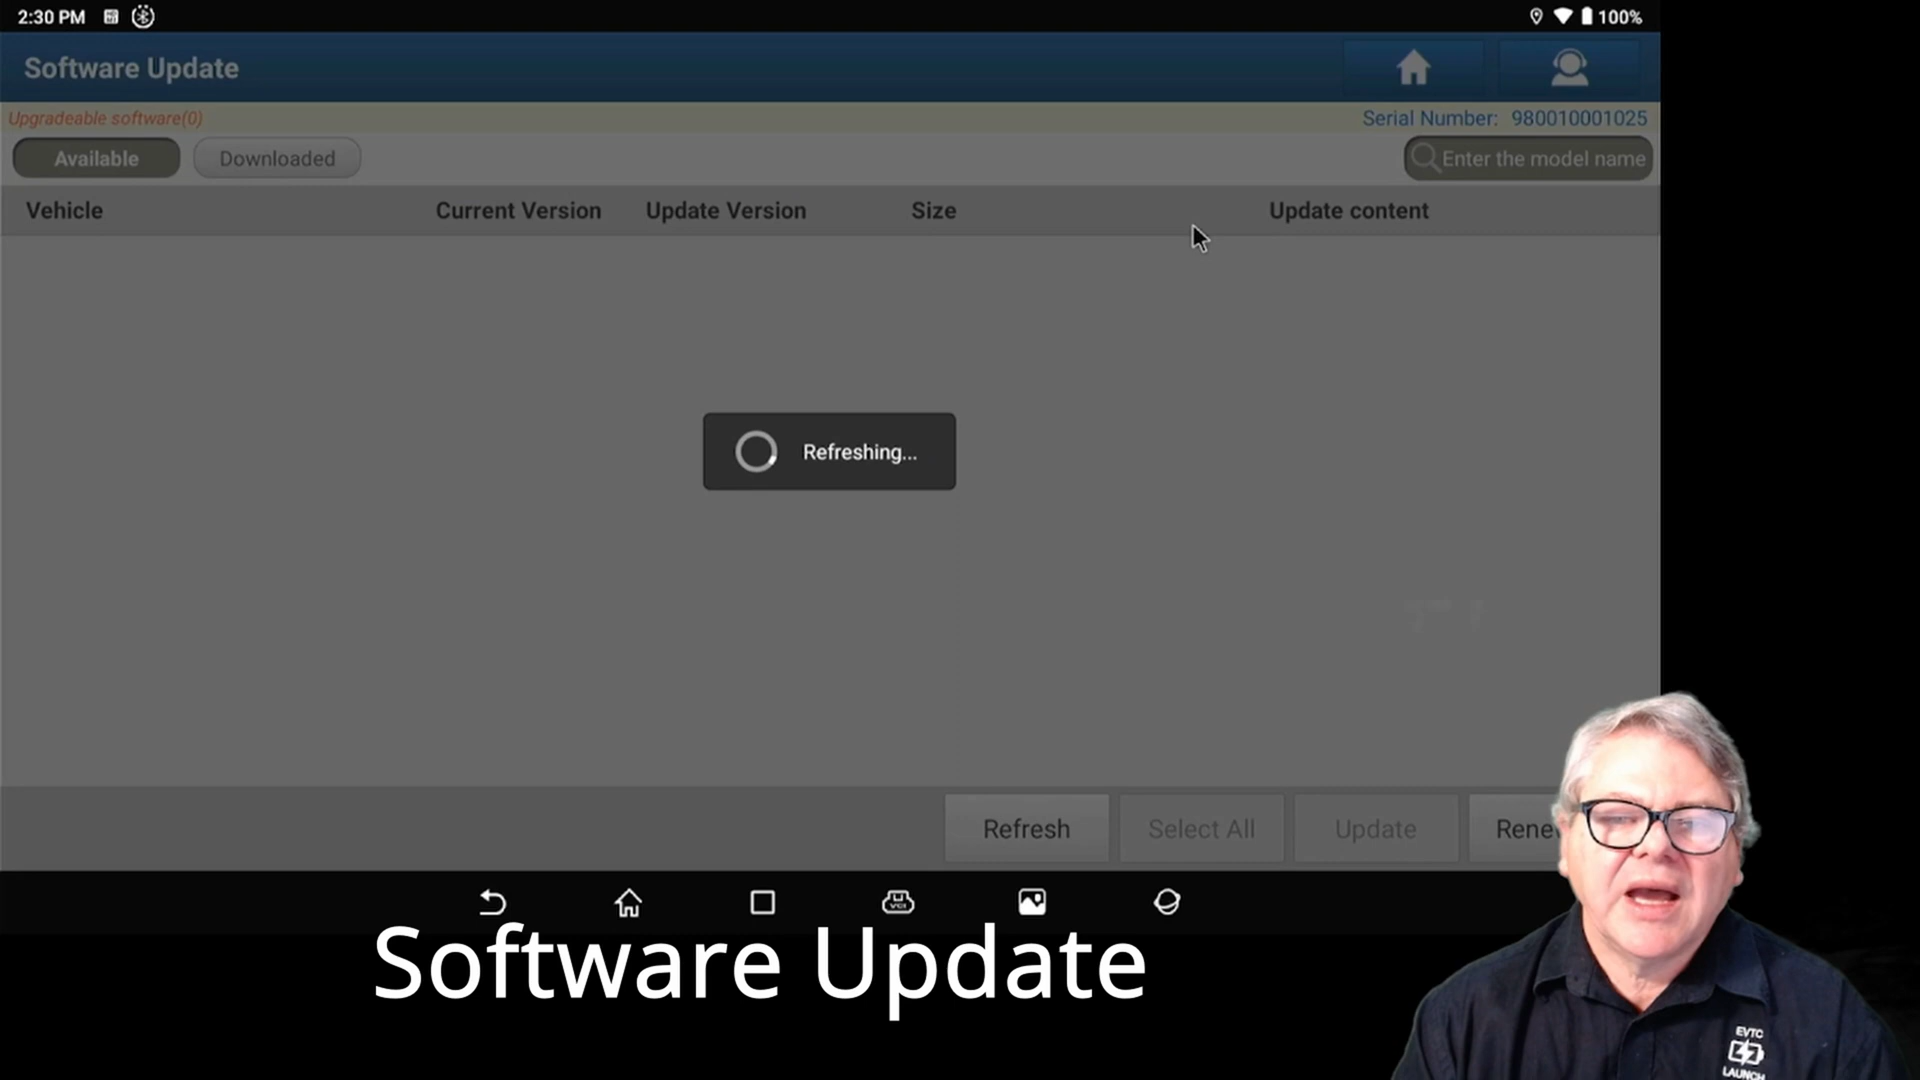 2:30 PM
100%
Software Update
Upgradeable software(0)
Serial Number: 980010001025
Available
Downloaded
Enter the model name
Vehicle
Current Version
Update Version
Size
Update content
Refreshing...
Refresh
Select All
Update
VCI
Software Update
EVTC
LAUNCH